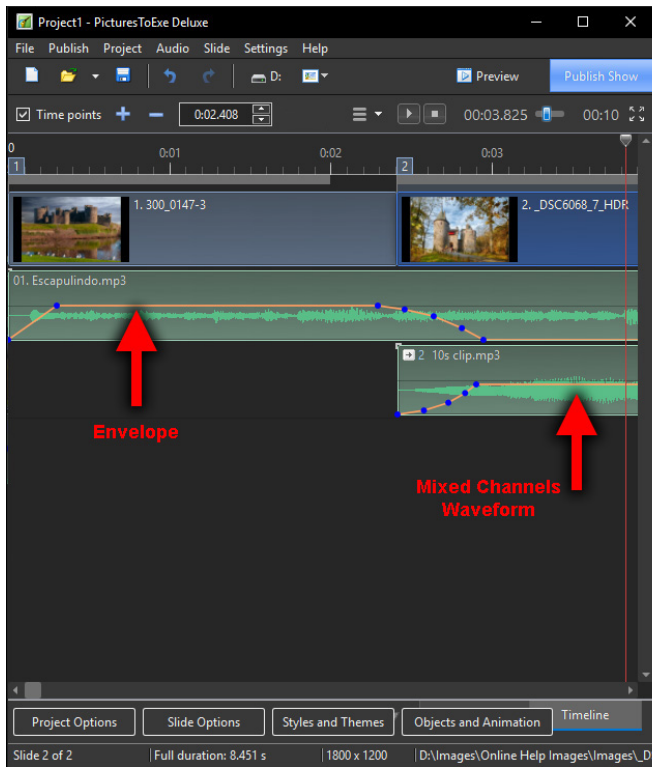 Project1 - PicturesToExe Deluxe
File Publish Project Audio Slide Settings Help
D: Preview Publish Show
Time points 0:02.408 00:03.825 00:10
0 0:01 0:02 0:03
1 2
1. 300_0147-3 2. _DSC6068_7_HDR
01. Escapulindo.mp3
2 10s clip.mp3
Envelope
Mixed Channels
Waveform
Timeline
Project Options Slide Options Styles and Themes Objects and Animation
Slide 2 of 2 Full duration: 8.451 s 1800 x 1200 D:\Images\Online Help Images\Images\_D